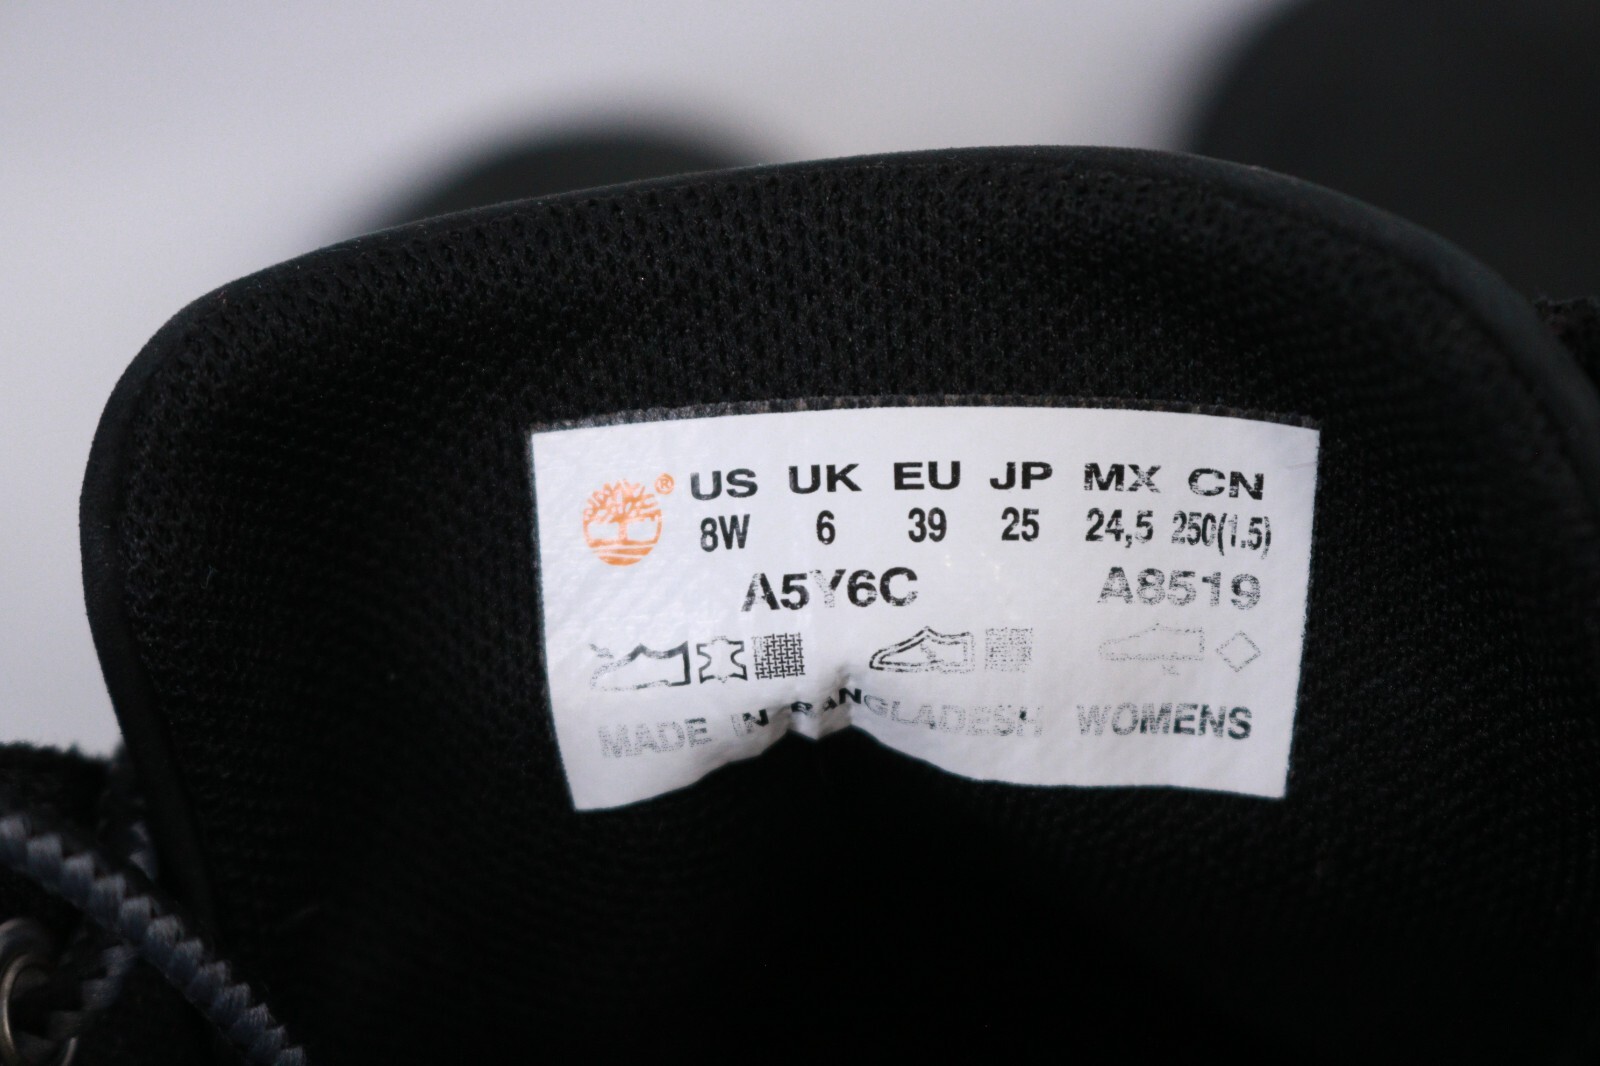 ® US UK EU JP MX CN
8W 6 39 25 24,5 250(1.5)
A5Y6C A8519
MADE IN BANGLADESH WOMENS